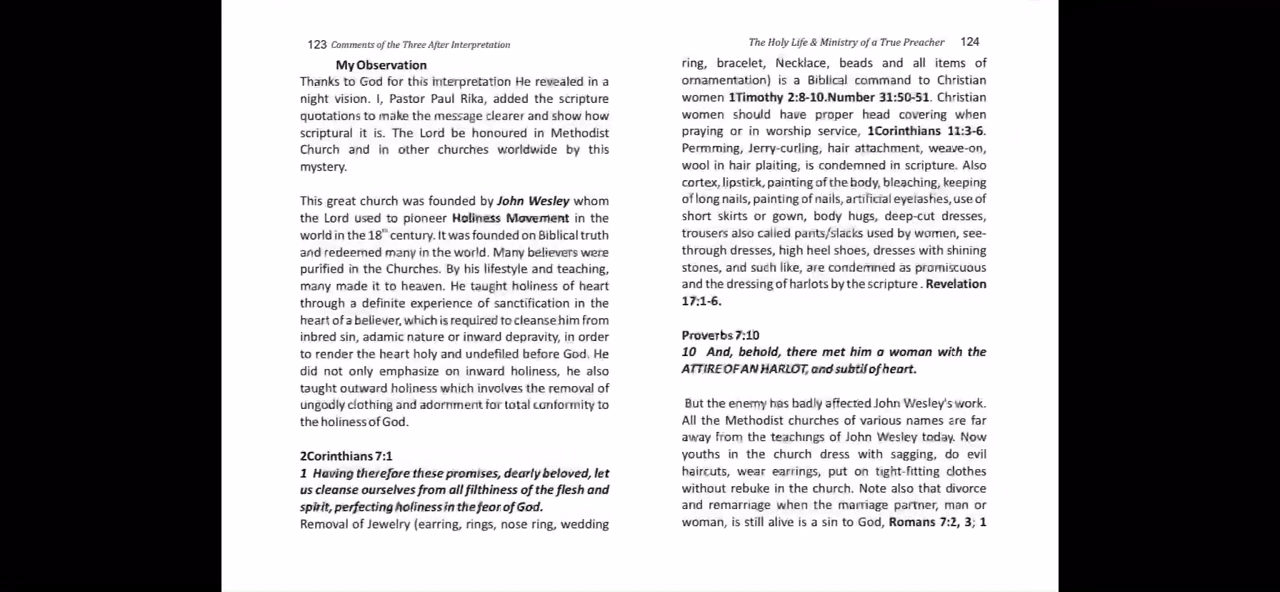 123 Comments of the Three After Interpretation
My Observation
Thanks to God for this interpretation He revealed in a
night vision. I, Pastor Paul Rika, added the scripture
quotations to make the message clearer and show how
scriptural it is. The Lord be honoured in Methodist
Church and in other churches worldwide by this
mystery.
This great church was founded by John Wesley whom
the Lord used to pioneer Holiness Movement in the
world in the 18th century. It was founded on Biblical truth
and redeemed many in the world. Many believers were
purified in the Churches. By his lifestyle and teaching,
many made it to heaven. He taught holiness of heart
through a definite experience of sanctification in the
heart of a believer, which is required to cleanse him from
inbred sin, adamic nature or inward depravity, in order
to render the heart holy and undefiled before God. He
did not only emphasize on inward holiness, he also
taught outward holiness which involves the removal of
ungodly clothing and adornment for total conformity to
the holiness of God.
2Corinthians 7:1
1 Having therefore these promises, dearly beloved, let
us cleanse ourselves from all filthiness of the flesh and
spirit, perfecting holiness in the fear of God.
Removal of Jewelry (earring, rings, nose ring, wedding
The Holy Life & Ministry of a True Preacher 124
ring, bracelet, Necklace, beads and all items of
ornamentation) is a Biblical command to Christian
women 1Timothy 2:8-10.Number 31:50-51. Christian
women should have proper head covering when
praying or in worship service, 1Corinthians 11:3-6.
Permming, Jerry-curling, hair attachment, weave-on,
wool in hair plaiting, is condemned in scripture. Also
cortex, lipstick, painting of the body, bleaching, keeping
of long nails, painting of nails, artificial eyelashes, use of
short skirts or gown, body hugs, deep-cut dresses,
trousers also called pants/slacks used by women, see-
through dresses, high heel shoes, dresses with shining
stones, and such like, are condemned as promiscuous
and the dressing of harlots by the scripture . Revelation
17:1-6.
Proverbs 7:10
10 And, behold, there met him a woman with the
ATTIRE OF AN HARLOT, and subtil of heart.
But the enemy has badly affected John Wesley's work.
All the Methodist churches of various names are far
away from the teachings of John Wesley today. Now
youths in the church dress with sagging, do evil
haircuts, wear earrings, put on tight-fitting clothes
without rebuke in the church. Note also that divorce
and remarriage when the marriage partner, man or
woman, is still alive is a sin to God, Romans 7:2, 3; 1